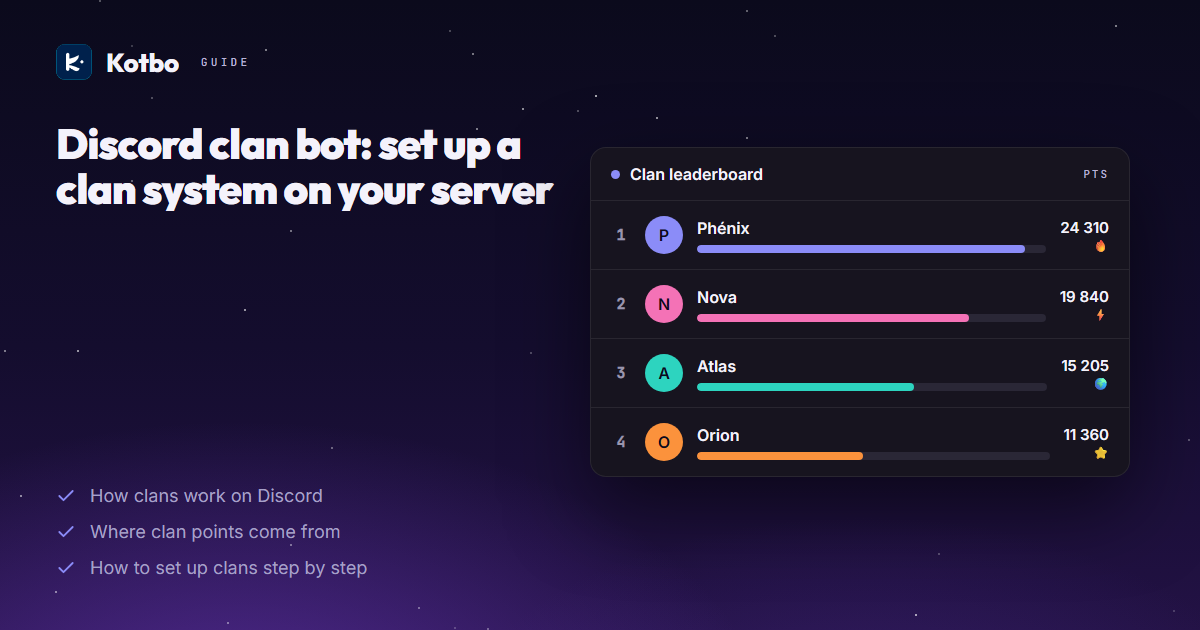 Kotbo GUIDE
Discord clan bot: set up a
clan system on your server
How clans work on Discord
Where clan points come from
How to set up clans step by step
Clan leaderboard PTS
1 P Phénix 24 310
2 N Nova 19 840
3 A Atlas 15 205
4 O Orion 11 360